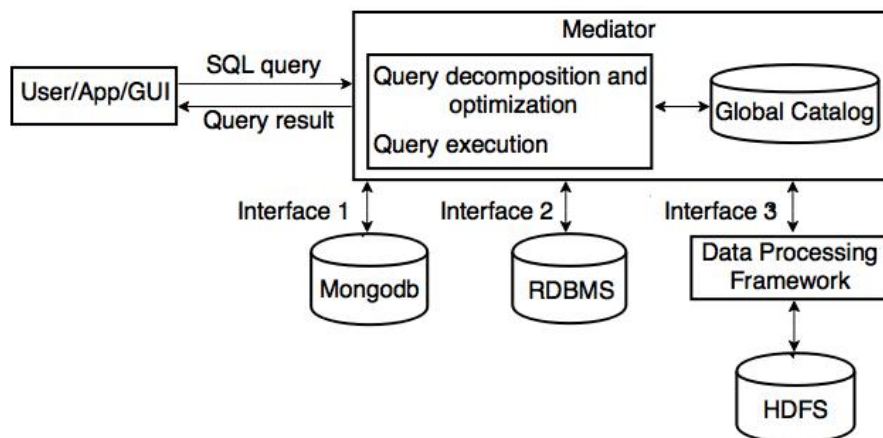 Mediator
SQL query
User/App/GUI
Query result
Query decomposition and
optimization
Query execution
Global Catalog
Interface 1
Interface 2
Interface 3
Mongodb
RDBMS
Data Processing
Framework
HDFS